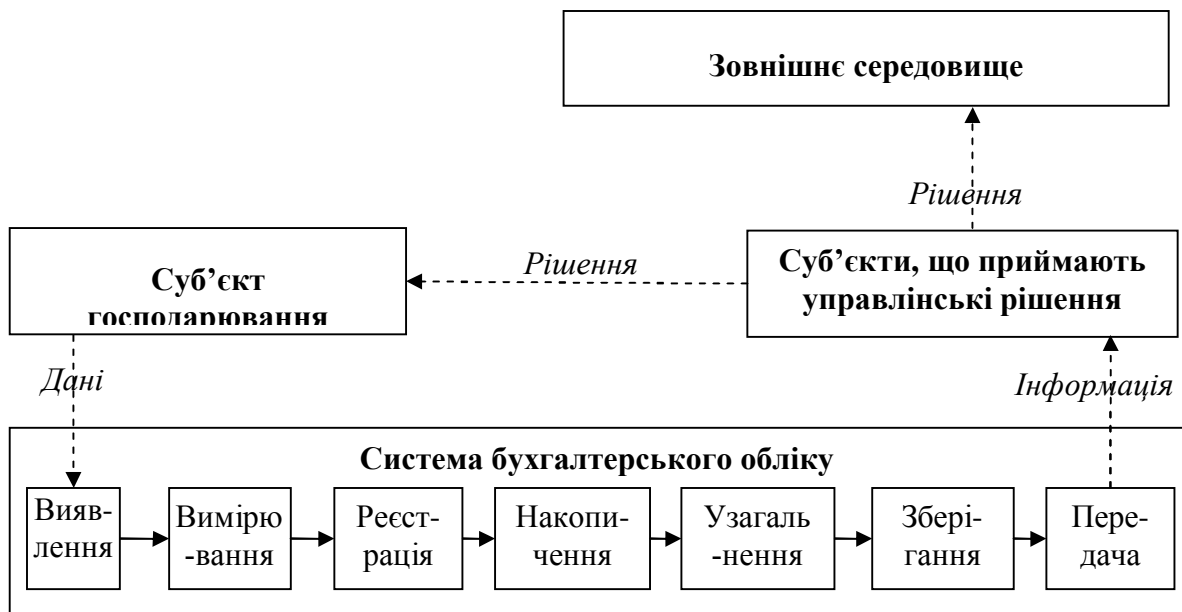 Зовнішнє середовище
Рішення
Суб’єкт
господарювання
Рішення
Суб’єкти, що приймають
управлінські рішення
Дані
Інформація
Система бухгалтерського обліку
Вияв-
лення
Вимірю
-вання
Реєст-
рація
Накопи-
чення
Узагаль
-нення
Збері-
гання
Пере-
дача